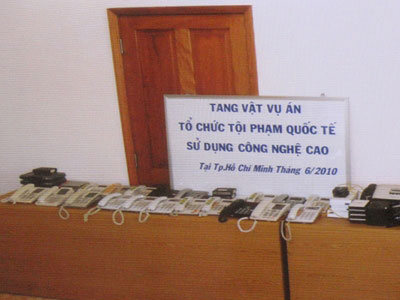 TANG VẬT VỤ ÁN
TỔ CHỨC TỘI PHẠM QUỐC TẾ
SỬ DỤNG CÔNG NGHỆ CAO
Tại Tp.Hồ Chí Minh Tháng 6/2010